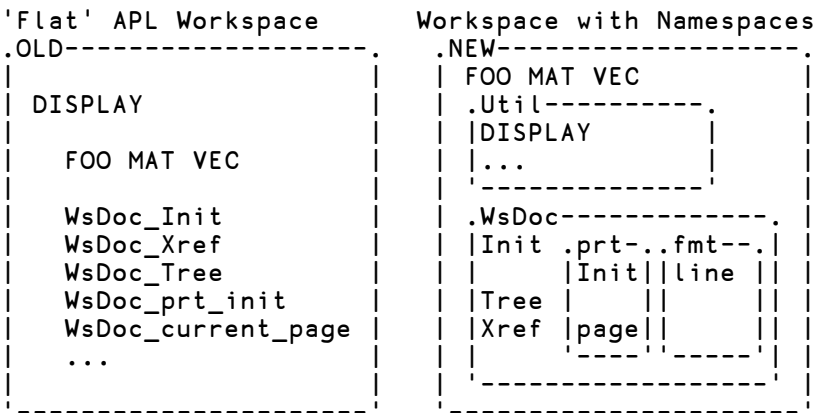 'Flat' APL Workspace      Workspace with Namespaces
.OLD-------------------.   .NEW-------------------.
|                      |   | FOO MAT VEC          |
| DISPLAY              |   | .Util----------.     |
|                      |   | |DISPLAY       |     |
|   FOO MAT VEC        |   | |...           |     |
|                      |   | '--------------'     |
|   WsDoc_Init         |   | .WsDoc-------------. |
|   WsDoc_Xref         |   | |Init .prt-..fmt--.| |
|   WsDoc_Tree         |   | |     |Init||line || |
|   WsDoc_prt_init     |   | |Tree |    ||     || |
|   WsDoc_current_page |   | |Xref |page||     || |
|   ...                |   | |     '----''-----'| |
|                      |   | '------------------' |
'----------------------'   '----------------------'